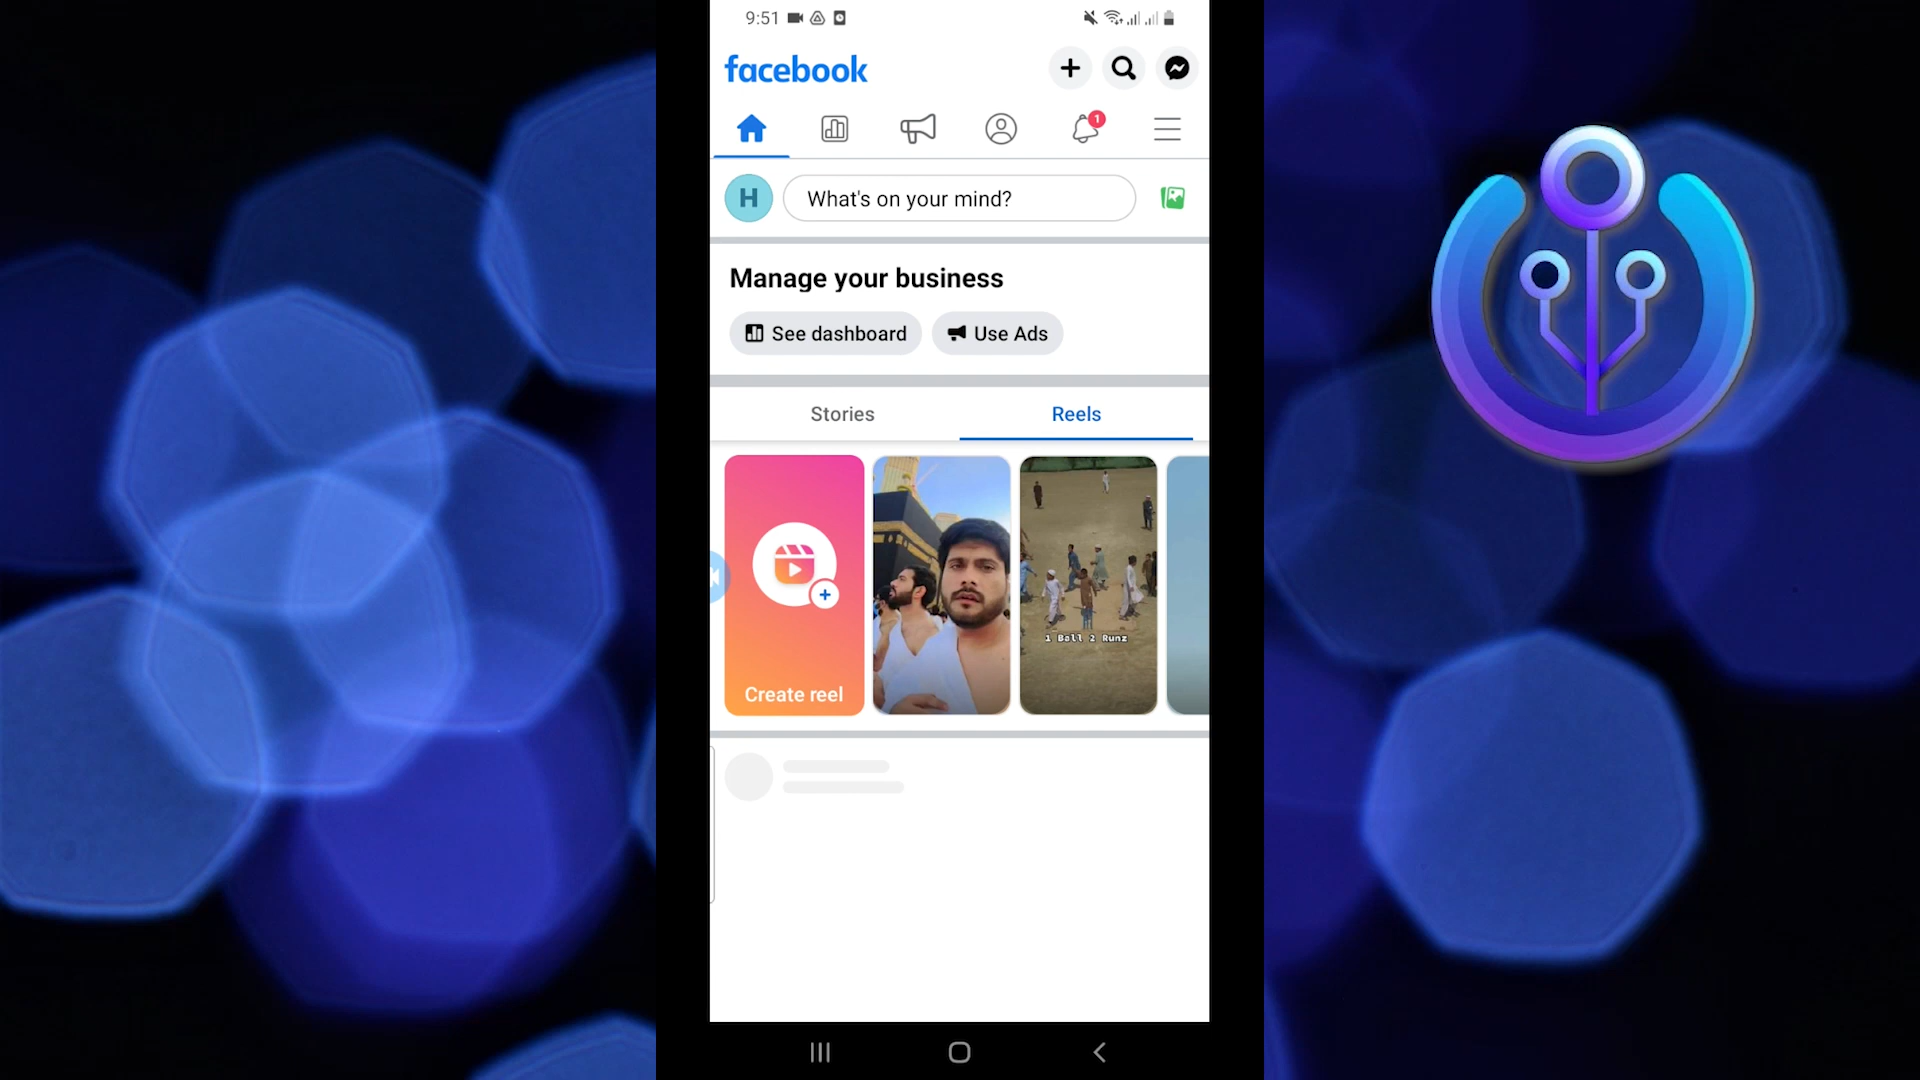 9:51
facebook
1
H
What's on your mind?
Manage your business
See dashboard
Use Ads
Stories
Reels
1 Ball 2 Runz
Create reel